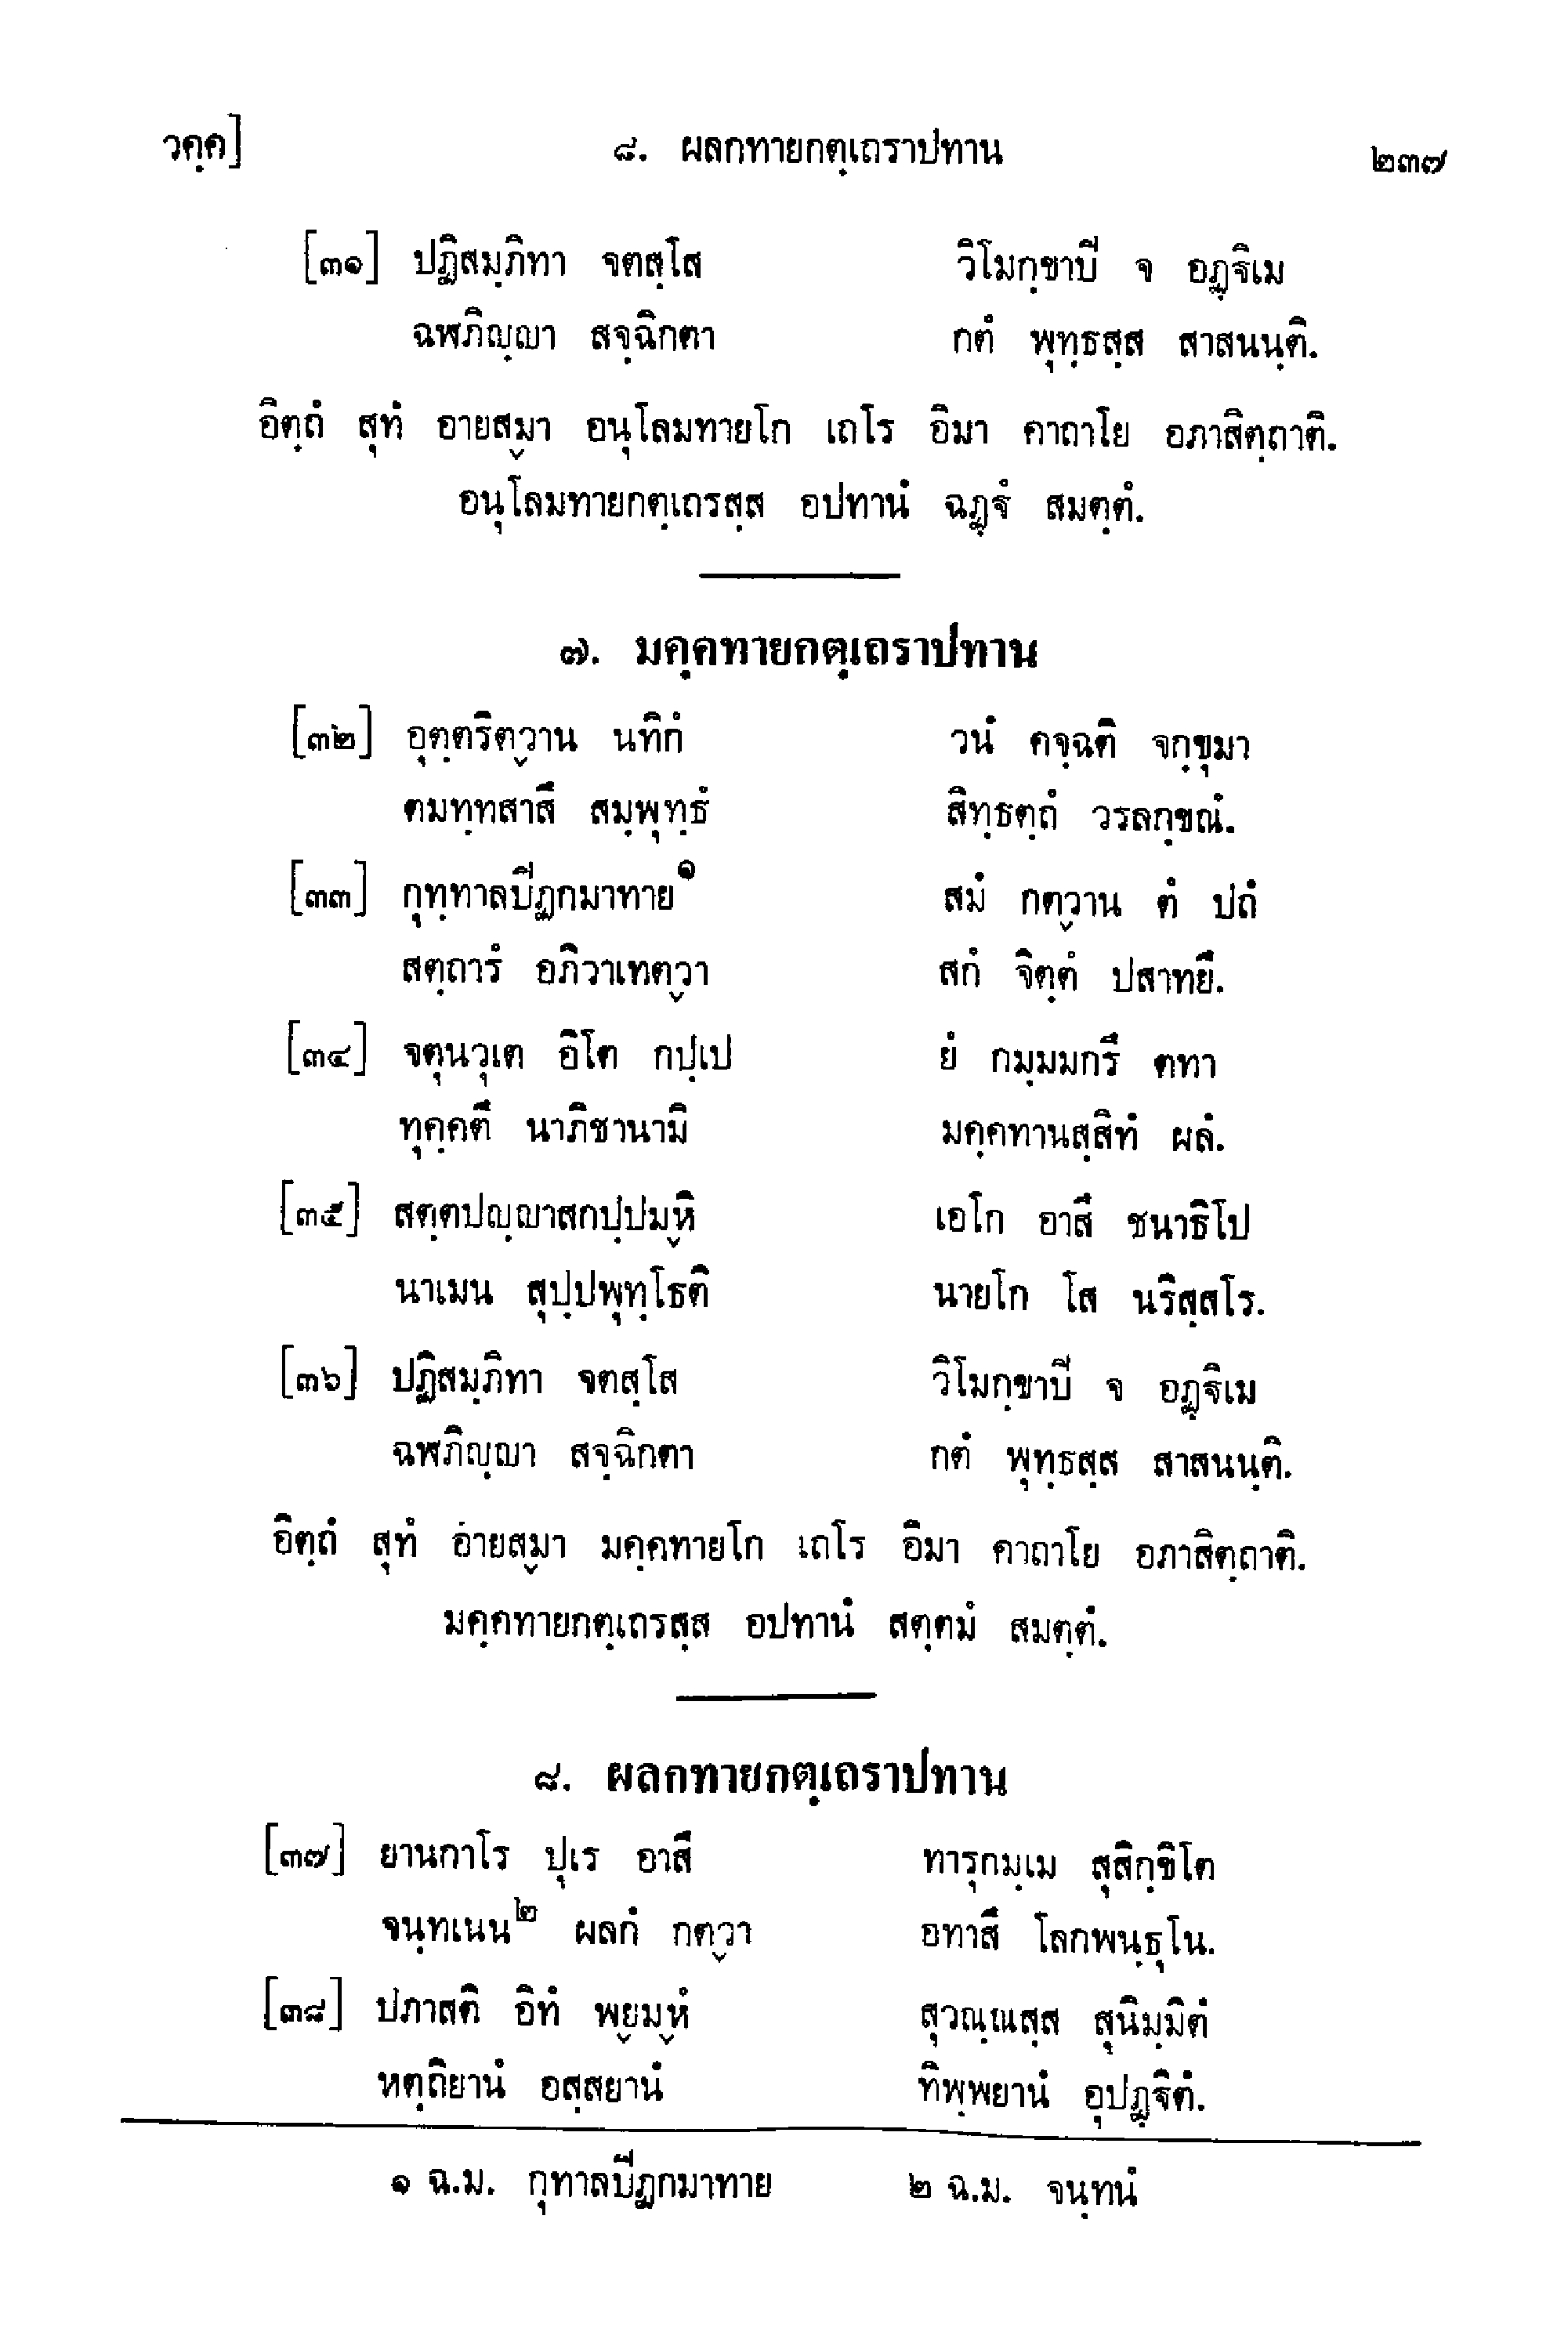 วคฺค] ๘. ผลกทายกตฺเถราปทาน ๒๓๗
[๓๑] ปฏิสมฺภิทา จตสฺโส วิโมกฺขาปิ จ อฏฺฐิเม
ฉฬภิญฺญา สจฺฉิกตา กตํ พุทฺธสฺส สาสนนฺติ.
อิตฺถํ สุทํ อายสฺมา อนุโลมทายโก เถโร อิมา คาถาโย อภาสิตฺถาติ.
อนุโลมทายกตฺเถรสฺส อปทานํ ฉฏฺฐํ สมตฺตํ.
๗. มคฺคทายกตฺเถราปทาน
[๓๒] อุตฺตริตฺวาน นทิกํ วนํ คจฺฉติ จกฺขุมา
ตมทฺทสาสึ สมฺพุทฺธํ สิทฺธตฺถํ วรลกฺขณํ.
[๓๓] กุทฺทาลปิฏกมาทาย๑ สมํ กตฺวาน ตํ ปถํ
สตฺถารํ อภิวาเทตฺวา สกํ จิตฺตํ ปสาทยึ.
[๓๔] จตุนวุเต อิโต กปฺเป ยํ กมฺมมกรึ ตทา
ทุคฺคตึ นาภิชานามิ มคฺคทานสฺสิทํ ผลํ.
[๓๕] สตฺตปญฺญาสกปฺปมฺหิ เอโก อาสึ ชนาธิโป
นาเมน สุปฺปพุทฺโธติ นายโก โส นริสฺสโร.
[๓๖] ปฏิสมฺภิทา จตสฺโส วิโมกฺขาปิ จ อฏฺฐิเม
ฉฬภิญฺญา สจฺฉิกตา กตํ พุทฺธสฺส สาสนนฺติ.
อิตฺถํ สุทํ อายสฺมา มคฺคทายโก เถโร อิมา คาถาโย อภาสิตฺถาติ.
มคฺคทายกตฺเถรสฺส อปทานํ สตฺตมํ สมตฺตํ.
๘. ผลกทายกตฺเถราปทาน
[๓๗] ยานกาโร ปุเร อาสึ ทารุกมฺเม สุสิกฺขิโต
จนฺทเนน๒ ผลกํ กตฺวา อทาสึ โลกพนฺธุโน.
[๓๘] ปภาสติ อิทํ พฺยมฺหํ สุวณฺณสฺส สุนิมฺมิตํ
หตฺถิยานํ อสฺสยานํ ทิพฺพยานํ อุปฏฺฐิตํ.
๑ ฉ.ม. กุทาลปิฏกมาทาย ๒ ฉ.ม. จนฺทนํ